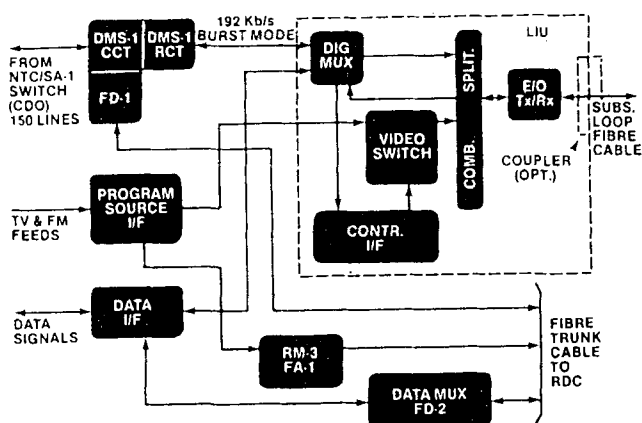 192 Kb/s
BURST MODE
LIU
DMS-1
CCT
DMS-1
RCT
FD-1
FROM
NTC/SA-1
SWITCH
(CDO)
150 LINES
DIG
MUX
SPLIT.
COMB.
E/O
Tx/Rx
SUBS.
LOOP
FIBRE
CABLE
COUPLER
(OPT.)
VIDEO
SWITCH
CONTR.
I/F
PROGRAM
SOURCE
I/F
TV & FM
FEEDS
DATA
I/F
DATA
SIGNALS
RM-3
FA-1
DATA MUX
FD-2
FIBRE
TRUNK
CABLE
TO
RDC